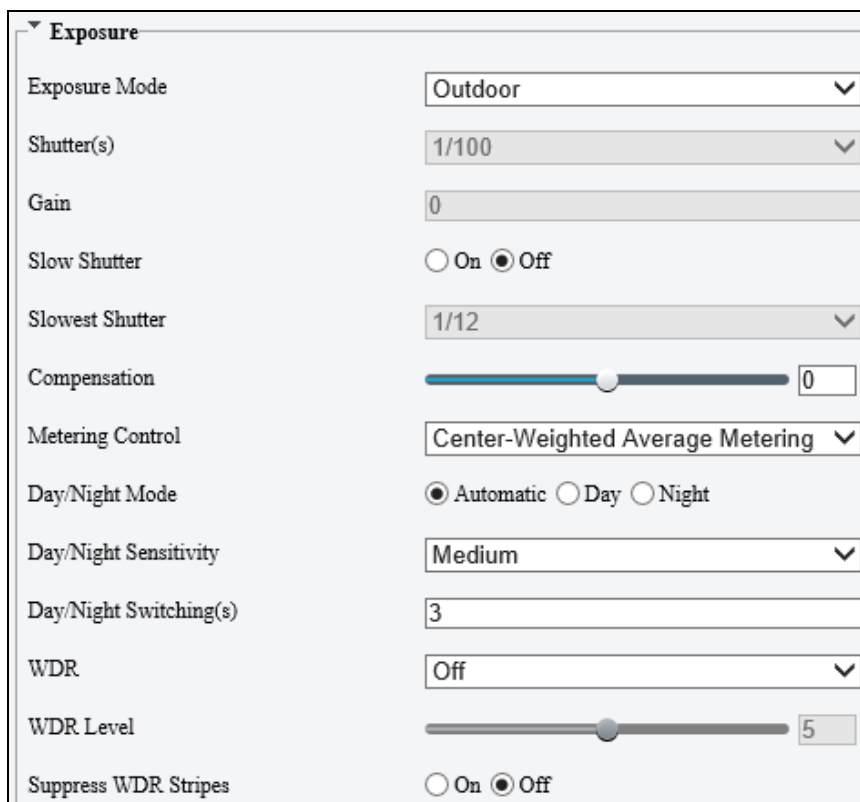 Exposure
Exposure Mode Outdoor
Shutter(s) 1/100
Gain 0
Slow Shutter On Off
Slowest Shutter 1/12
Compensation 0
Metering Control Center-Weighted Average Metering
Day/Night Mode Automatic Day Night
Day/Night Sensitivity Medium
Day/Night Switching(s) 3
WDR Off
WDR Level 5
Suppress WDR Stripes On Off